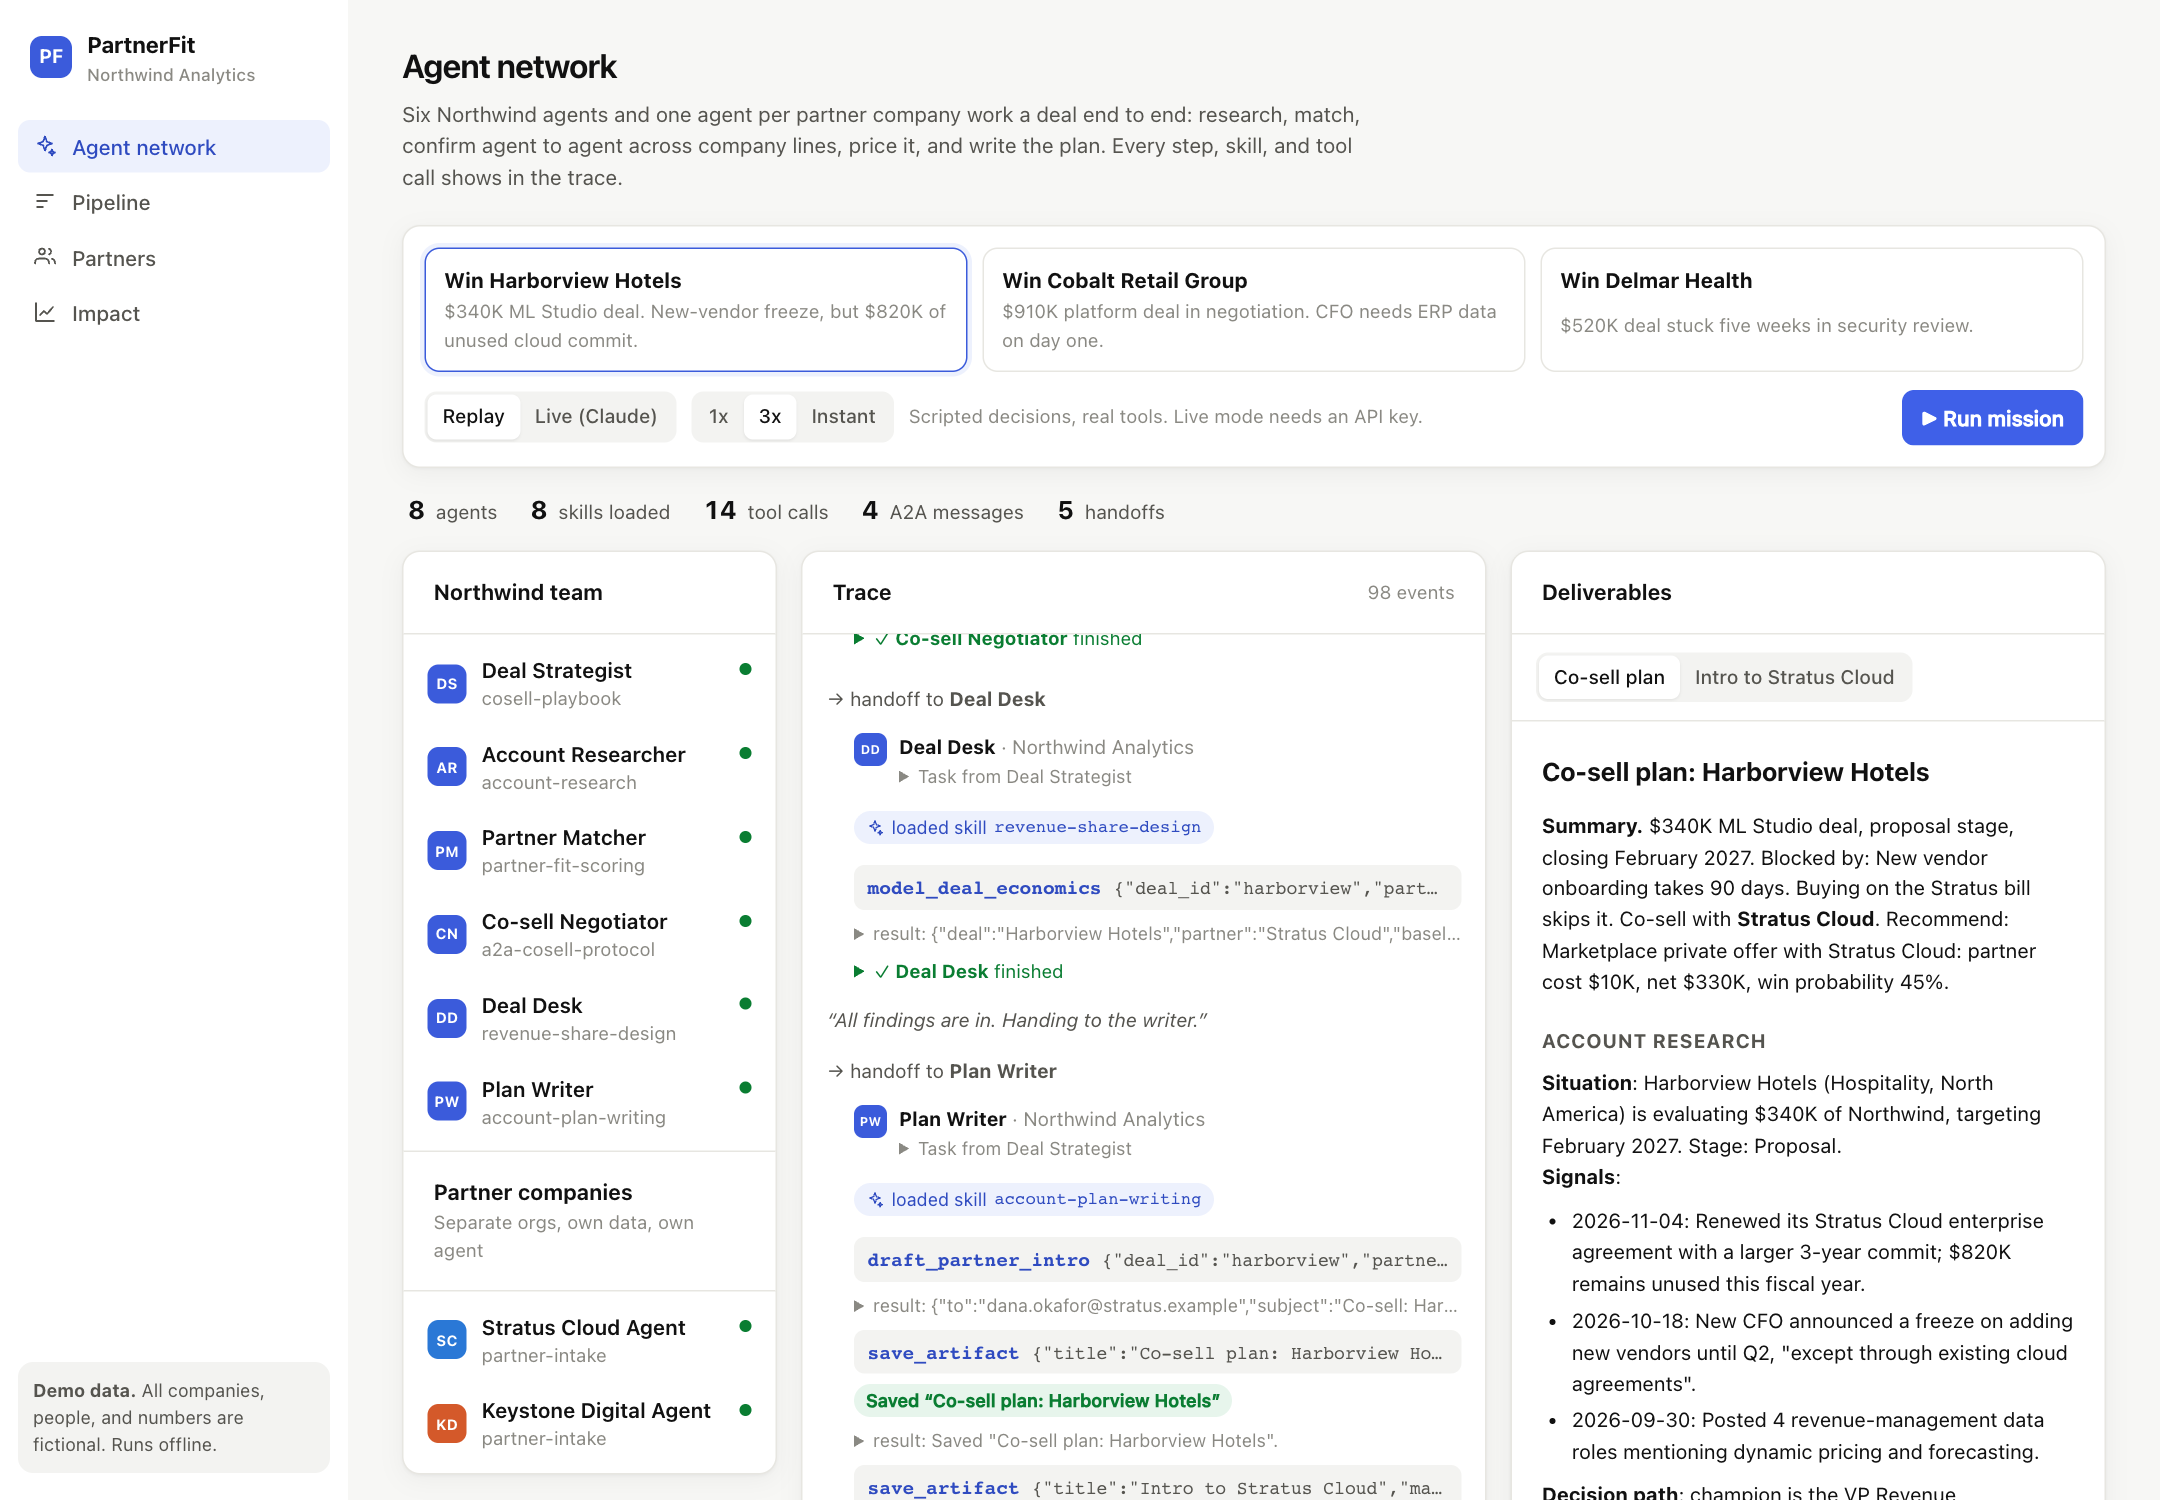 PF
PartnerFit
Northwind Analytics
Agent network
Pipeline
Partners
Impact
Demo data. All companies,
people, and numbers are
fictional. Runs offline.
Agent network
Six Northwind agents and one agent per partner company work a deal end to end: research, match,
confirm agent to agent across company lines, price it, and write the plan. Every step, skill, and tool
call shows in the trace.
Win Harborview Hotels
$340K ML Studio deal. New-vendor freeze, but $820K of
unused cloud commit.
Win Cobalt Retail Group
$910K platform deal in negotiation. CFO needs ERP data
on day one.
Win Delmar Health
$520K deal stuck five weeks in security review.
Replay Live (Claude) 1x 3x Instant Scripted decisions, real tools. Live mode needs an API key.
▶ Run mission
8 agents 8 skills loaded 14 tool calls 4 A2A messages 5 handoffs
Northwind team
DS Deal Strategist
cosell-playbook
AR Account Researcher
account-research
PM Partner Matcher
partner-fit-scoring
CN Co-sell Negotiator
a2a-cosell-protocol
DD Deal Desk
revenue-share-design
PW Plan Writer
account-plan-writing
Partner companies
Separate orgs, own data, own
agent
SC Stratus Cloud Agent
partner-intake
KD Keystone Digital Agent
partner-intake
Trace 98 events
▶ ✓ Co-sell Negotiator finished
→ handoff to Deal Desk
DD Deal Desk · Northwind Analytics
▶ Task from Deal Strategist
loaded skill revenue-share-design
model_deal_economics {"deal_id":"harborview","part…
▶ result: {"deal":"Harborview Hotels","partner":"Stratus Cloud","basel…
▶ ✓ Deal Desk finished
“All findings are in. Handing to the writer.”
→ handoff to Plan Writer
PW Plan Writer · Northwind Analytics
▶ Task from Deal Strategist
loaded skill account-plan-writing
draft_partner_intro {"deal_id":"harborview","partne…
▶ result: {"to":"dana.okafor@stratus.example","subject":"Co-sell: Har…
save_artifact {"title":"Co-sell plan: Harborview Ho…
Saved “Co-sell plan: Harborview Hotels”
▶ result: Saved "Co-sell plan: Harborview Hotels".
save_artifact {"title":"Intro to Stratus Cloud","ma…
Deliverables
Co-sell plan Intro to Stratus Cloud
Co-sell plan: Harborview Hotels
Summary. $340K ML Studio deal, proposal stage,
closing February 2027. Blocked by: New vendor
onboarding takes 90 days. Buying on the Stratus bill
skips it. Co-sell with Stratus Cloud. Recommend:
Marketplace private offer with Stratus Cloud: partner
cost $10K, net $330K, win probability 45%.
ACCOUNT RESEARCH
Situation: Harborview Hotels (Hospitality, North
America) is evaluating $340K of Northwind, targeting
February 2027. Stage: Proposal.
Signals:
• 2026-11-04: Renewed its Stratus Cloud enterprise
agreement with a larger 3-year commit; $820K
remains unused this fiscal year.
• 2026-10-18: New CFO announced a freeze on adding
new vendors until Q2, "except through existing cloud
agreements".
• 2026-09-30: Posted 4 revenue-management data
roles mentioning dynamic pricing and forecasting.
Decision path: champion is the VP Revenue